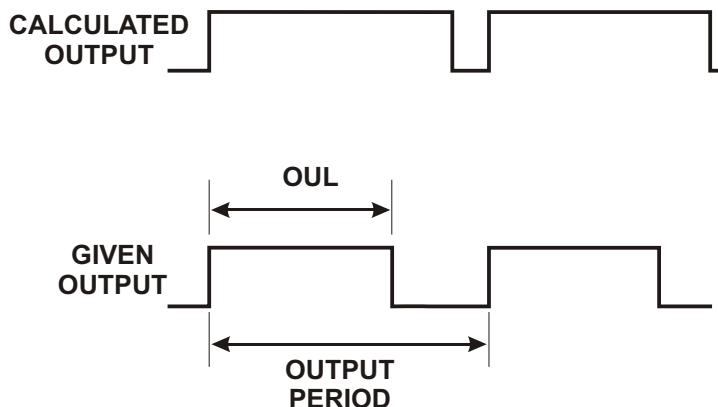 CALCULATED
OUTPUT
OUL
GIVEN
OUTPUT
OUTPUT
PERIOD